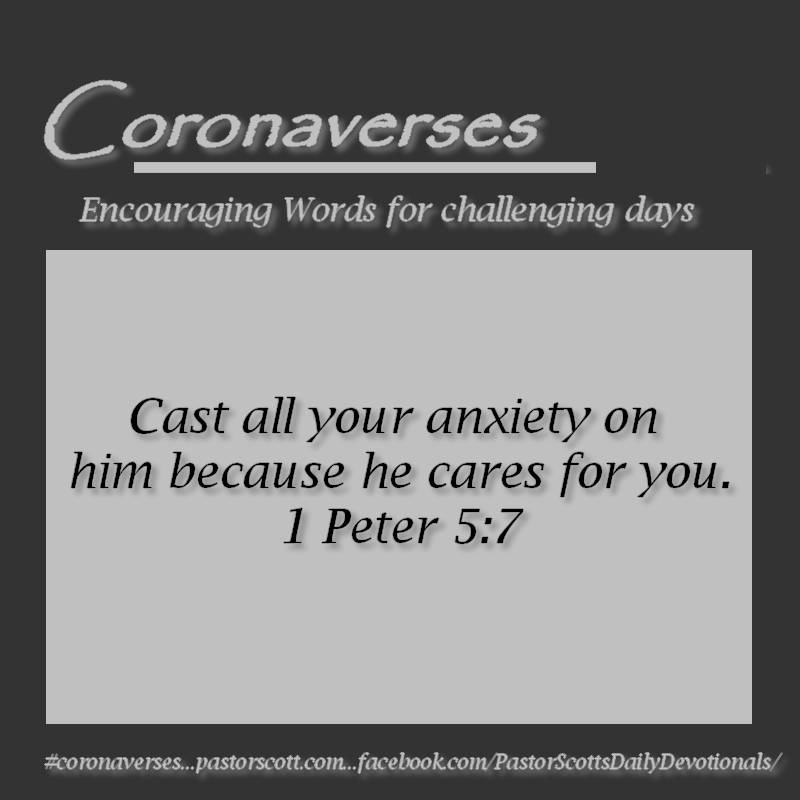 Coronaverses
Encouraging Words for challenging days
Cast all your anxiety on
him because he cares for you.
1 Peter 5:7
#coronaverses...pastorscott.com...facebook.com/PastorScottsDailyDevotionals/